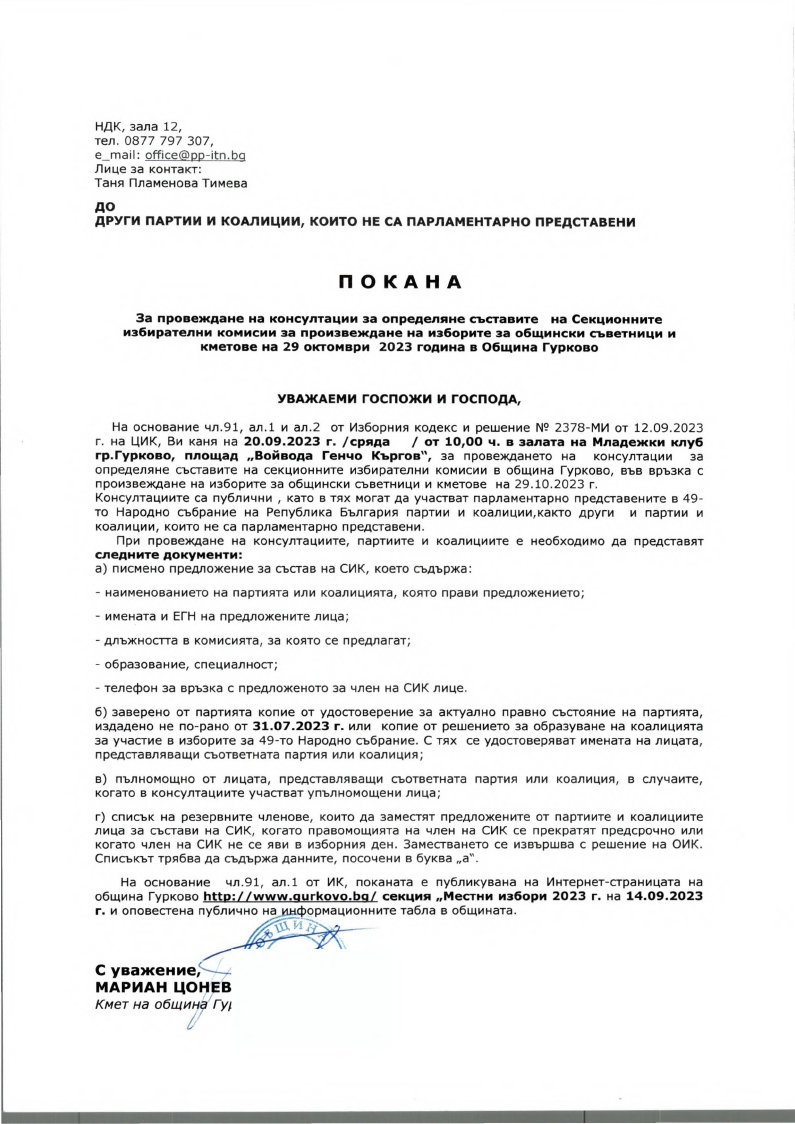 НДК, зала 12,
тел. 0877 797 307,
e_mail: office@pp-itn.bg
Лице за контакт:
Таня Пламенова Тимева
ДО
ДРУГИ ПАРТИИ И КОАЛИЦИИ, КОИТО НЕ СА ПАРЛАМЕНТАРНО ПРЕДСТАВЕНИ
П О К А Н А
За провеждане на консултации за определяне съставите на Секционните
избирателни комисии за произвеждане на изборите за общински съветници и
кметове на 29 октомври 2023 година в Община Гурково
УВАЖАЕМИ ГОСПОЖИ И ГОСПОДА,
На основание чл.91, ал.1 и ал.2 от Изборния кодекс и решение № 2378-МИ от 12.09.2023
г. на ЦИК, Ви каня на 20.09.2023 г. /сряда / от 10,00 ч. в залата на Младежки клуб
гр.Гурково, площад „Войвода Генчо Къргов“, за провеждането на консултации за
определяне съставите на секционните избирателни комисии в община Гурково, във връзка с
произвеждане на изборите за общински съветници и кметове на 29.10.2023 г.
Консултациите са публични , като в тях могат да участват парламентарно представените в 49-
то Народно събрание на Република България партии и коалиции,както други и партии и
коалиции, които не са парламентарно представени.
При провеждане на консултациите, партиите и коалициите е необходимо да представят
следните документи:
а) писмено предложение за състав на СИК, което съдържа:
- наименованието на партията или коалицията, която прави предложението;
- имената и ЕГН на предложените лица;
- длъжността в комисията, за която се предлагат;
- образование, специалност;
- телефон за връзка с предложеното за член на СИК лице.
б) заверено от партията копие от удостоверение за актуално правно състояние на партията,
издадено не по-рано от 31.07.2023 г. или копие от решението за образуване на коалицията
за участие в изборите за 49-то Народно събрание. С тях се удостоверяват имената на лицата,
представляващи съответната партия или коалиция;
в) пълномощно от лицата, представляващи съответната партия или коалиция, в случаите,
когато в консултациите участват упълномощени лица;
г) списък на резервните членове, които да заместят предложените от партиите и коалициите
лица за състави на СИК, когато правомощията на член на СИК се прекратят предсрочно или
когато член на СИК не се яви в изборния ден. Заместването се извършва с решение на ОИК.
Списъкът трябва да съдържа данните, посочени в буква „а“.
На основание чл.91, ал.1 от ИК, поканата е публикувана на Интернет-страницата на
община Гурково http://www.gurkovo.bg/ секция „Местни избори 2023 г. на 14.09.2023
г. и оповестена публично на информационните табла в общината.
ОБЩИНА
С уважение,
МАРИАН ЦОНЕВ
Кмет на община Гур